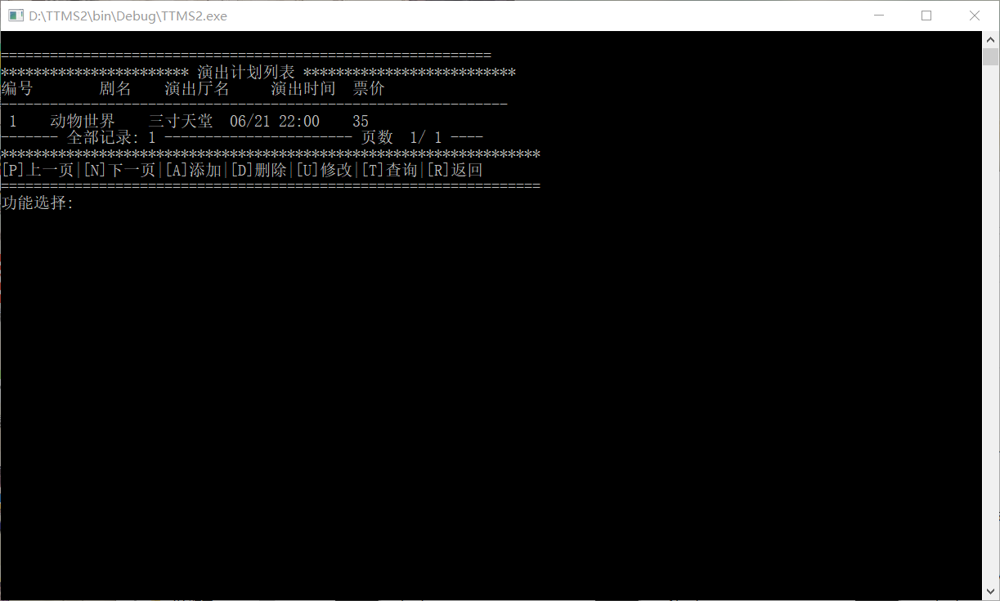 D:\TTMS2\bin\Debug\TTMS2.exe
============================================================
*********************** 演出计划列表 **************************
编号        剧名    演出厅名     演出时间  票价
--------------------------------------------------------------
 1    动物世界    三寸天堂  06/21 22:00    35
------- 全部记录: 1 ----------------------- 页数  1/ 1 ----
******************************************************************
[P]上一页|[N]下一页|[A]添加|[D]删除|[U]修改|[T]查询|[R]返回
==================================================================
功能选择: